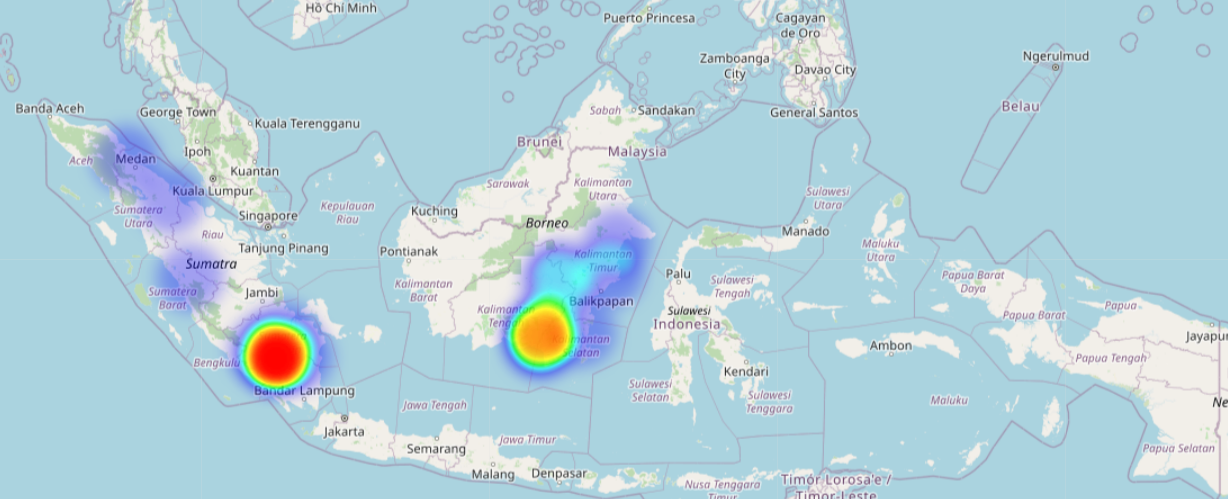 Hồ Chí Minh
Puerto Princesa
Cagayan
de Oro
Zamboanga
City
Davao City
Ngerulmud
Belau
General Santos
Banda Aceh
George Town
Kuala Terengganu
Sabah
Sandakan
Brunei
Malaysia
Ipoh
Aceh
Medan
Kuantan
Kuala Lumpur
Sarawak
Kalimantan
Utara
Sulawesi
Utara
Sumatera
Utara
Kepulauan
Riau
Kuching
Singapore
Borneo
Riau
Tanjung Pinang
Pontianak
Manado
Maluku
Utara
Sumatra
Kalimantan
Timur
Palu
Sulawesi
Tengah
Papua Barat
Daya
Sumatera
Barat
Jambi
Kalimantan
Barat
Balikpapan
Kalimantan
Tengah
Sulawesi
Indonesia
Papua
Papua Barat
Kalimantan
Selatan
Ambon
Jayapur
Papua Tengah
Bengkulu
Kendari
Bandar Lampung
Sulawesi
Selatan
Sulawesi
Tenggara
Maluku
Ne
Jawa Tengah
Jakarta
Jawa Timur
Semarang
Papua Selatan
Malang
Denpasar
Nusa Tenggara
Timur
Timór Lorosa'e /
Timor-Leste